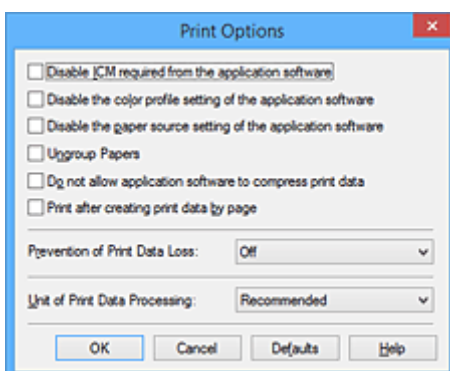 Print Options
Disable ICM required from the application software
Disable the color profile setting of the application software
Disable the paper source setting of the application software
Ungroup Papers
Do not allow application software to compress print data
Print after creating print data by page
Prevention of Print Data Loss: Off
Unit of Print Data Processing: Recommended
OK Cancel Defaults Help